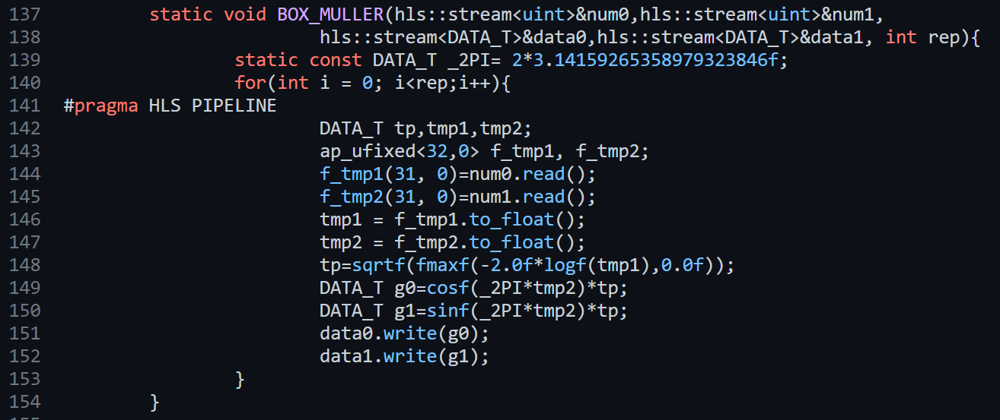 137 static void BOX_MULLER(hls::stream<uint>&num0,hls::stream<uint>&num1,
138 hls::stream<DATA_T>&data0,hls::stream<DATA_T>&data1, int rep){
139 static const DATA_T _2PI= 2*3.14159265358979323846f;
140 for(int i = 0; i<rep;i++){
141 #pragma HLS PIPELINE
142 DATA_T tp,tmp1,tmp2;
143 ap_ufixed<32,0> f_tmp1, f_tmp2;
144 f_tmp1(31, 0)=num0.read();
145 f_tmp2(31, 0)=num1.read();
146 tmp1 = f_tmp1.to_float();
147 tmp2 = f_tmp2.to_float();
148 tp=sqrtf(fmaxf(-2.0f*logf(tmp1),0.0f));
149 DATA_T g0=cosf(_2PI*tmp2)*tp;
150 DATA_T g1=sinf(_2PI*tmp2)*tp;
151 data0.write(g0);
152 data1.write(g1);
153 }
154 }